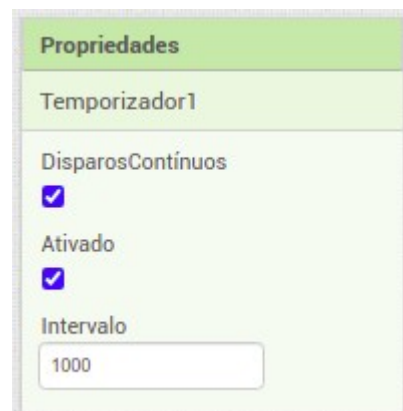 Propriedades
Temporizador1
DisparosContínuos
Ativado
Intervalo
1000